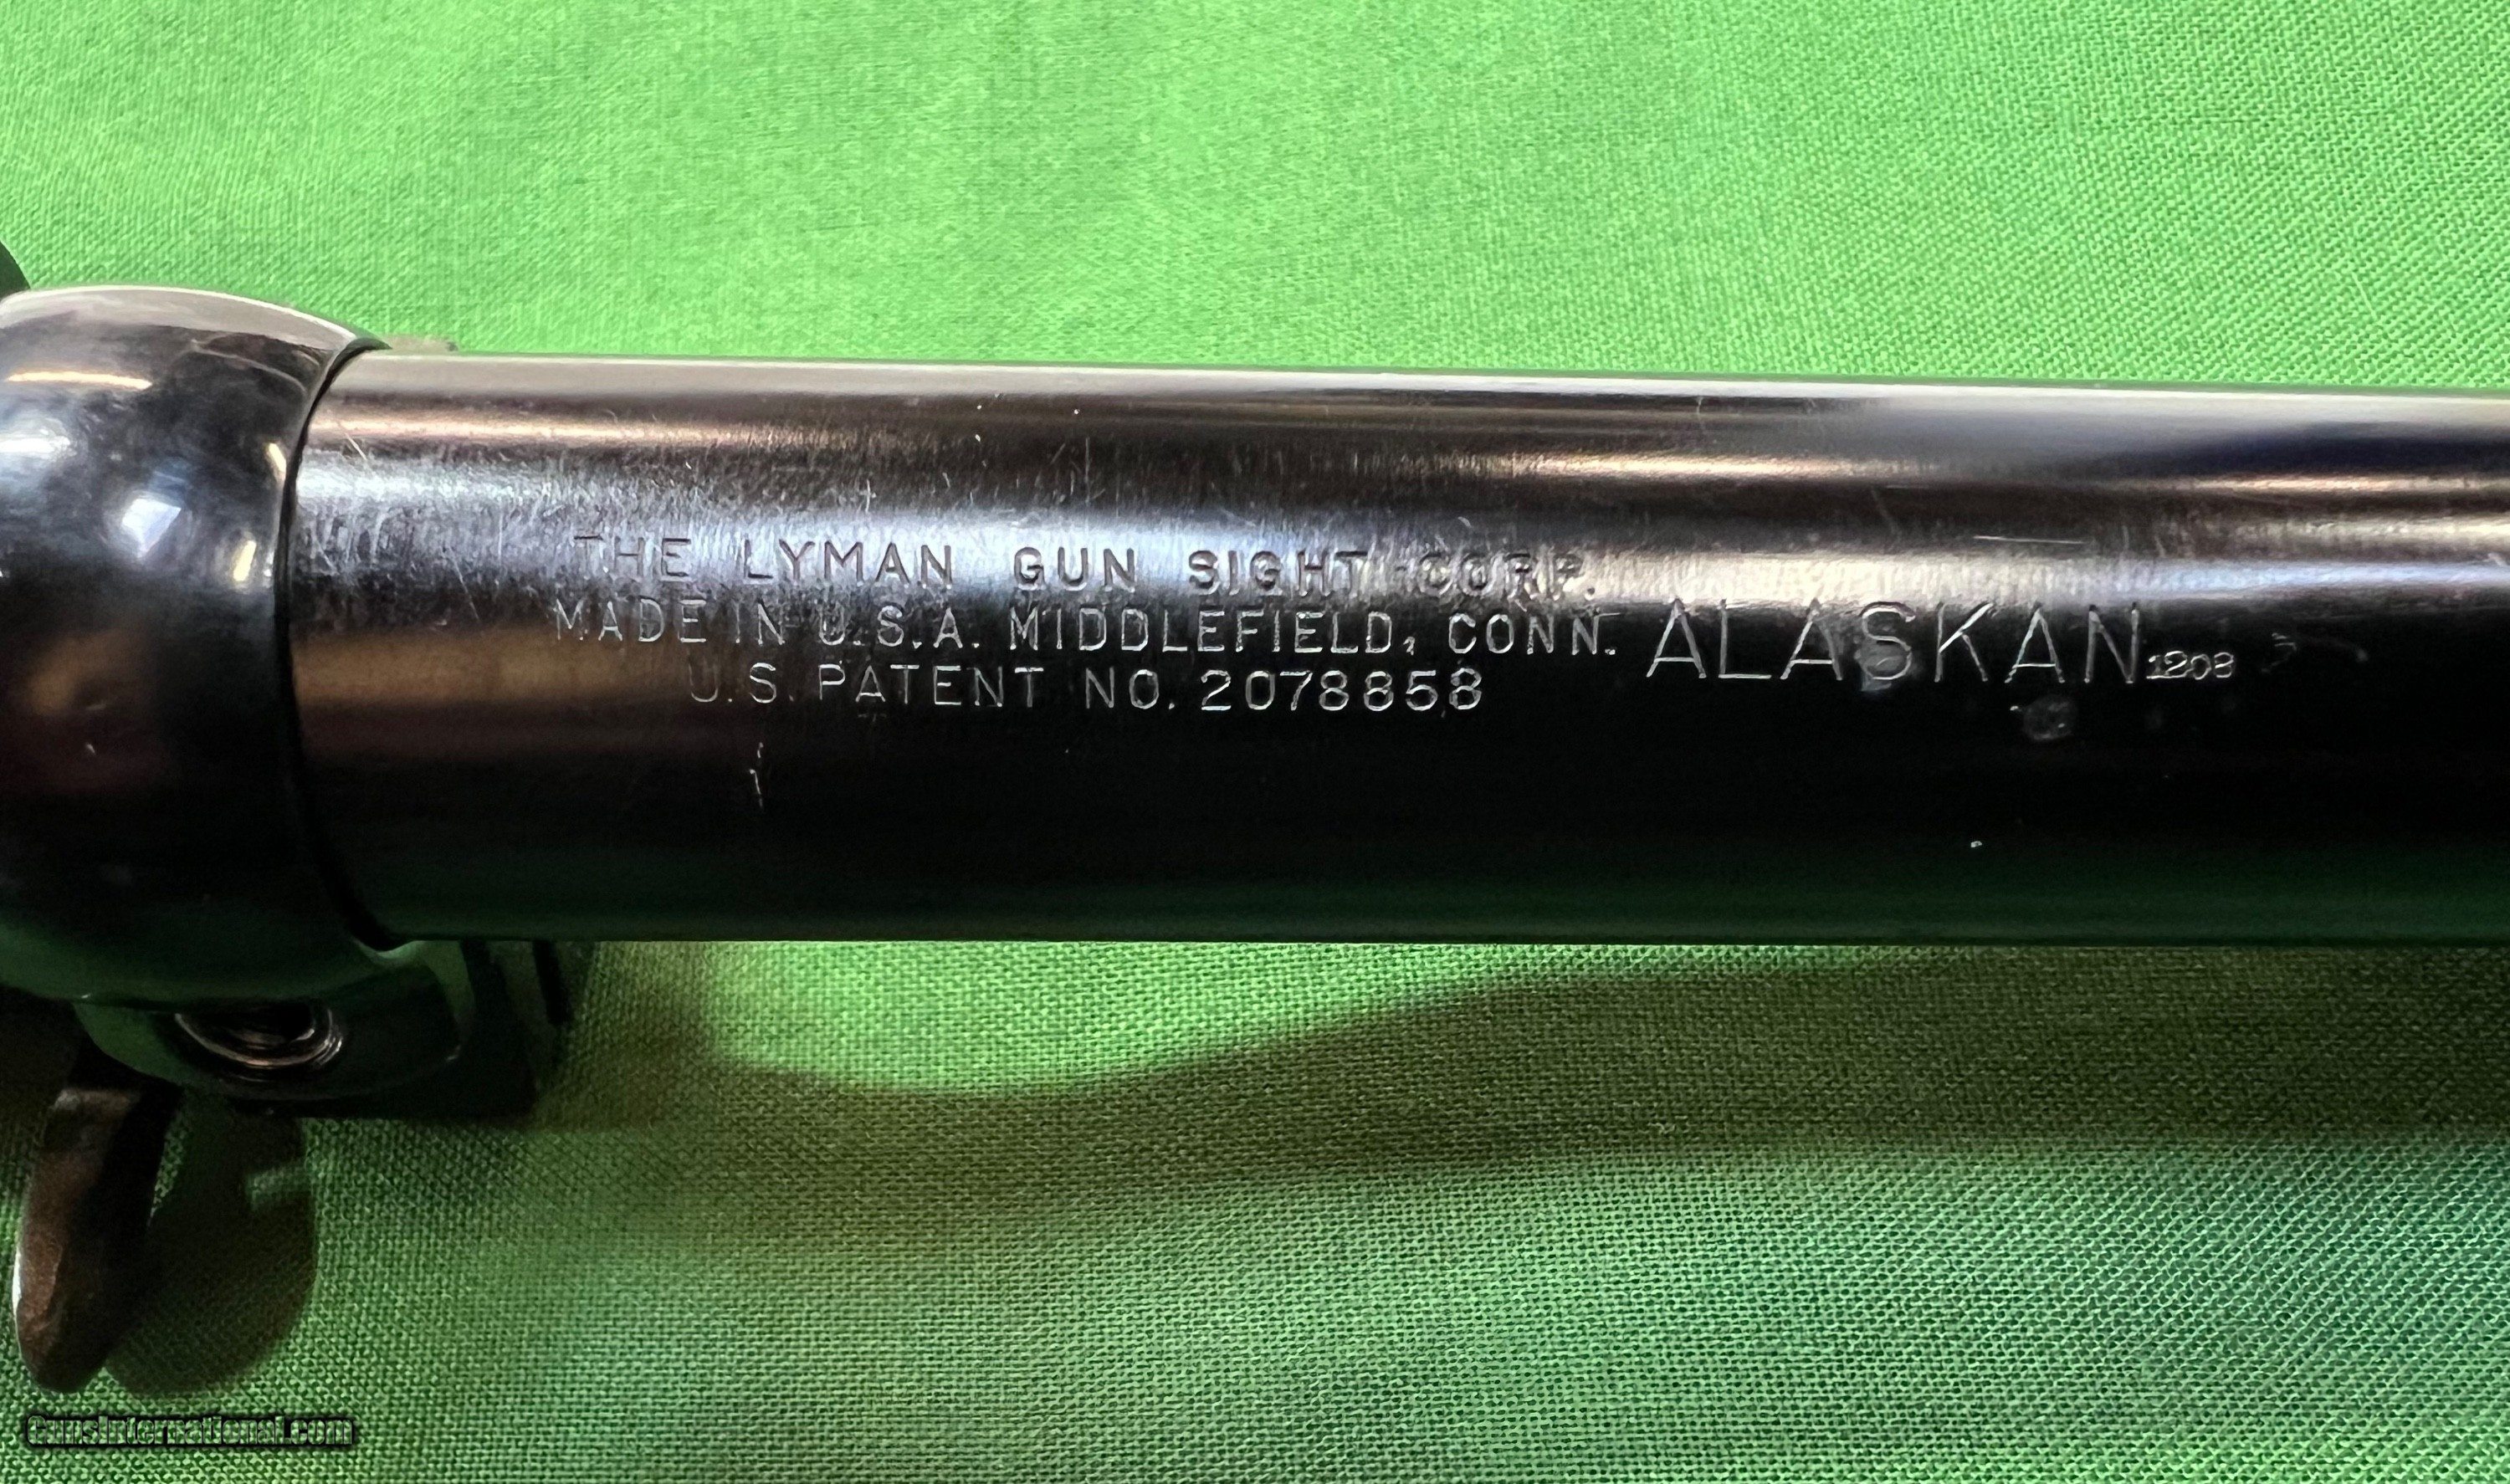 THE LYMAN GUN SIGHT CORP.
MADE IN U.S.A. MIDDLEFIELD, CONN. ALASKAN 1208
U.S. PATENT NO. 2078858
GunsInternational.com